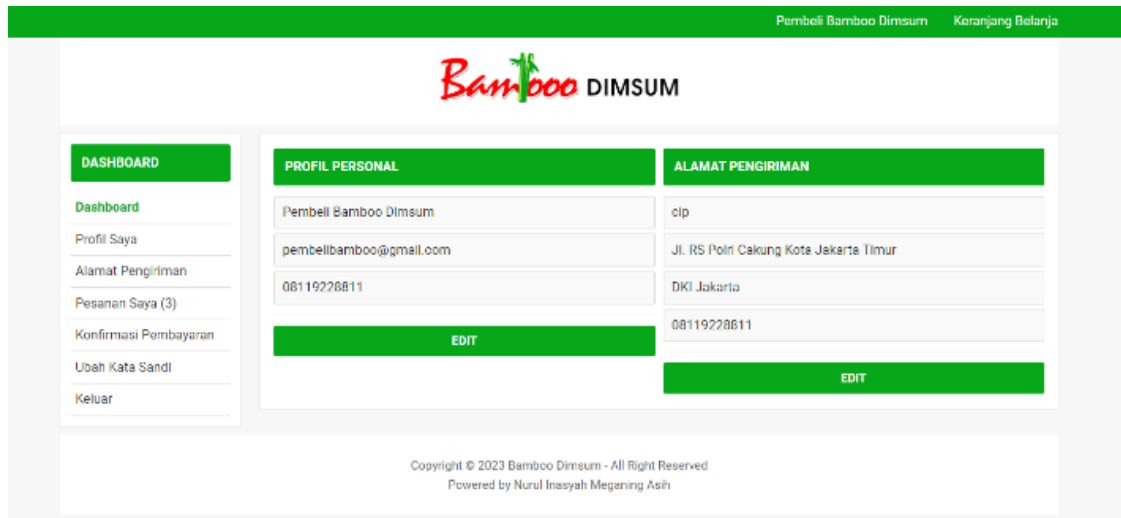 Pembeli Bamboo Dimsum Keranjang Belanja
Bamboo DIMSUM
DASHBOARD
Dashboard
Profil Saya
Alamat Pengiriman
Pesanan Saya (3)
Konfirmasi Pembayaran
Ubah Kata Sandi
Keluar
PROFIL PERSONAL
Pembeli Bamboo Dimsum
pembelibamboo@gmail.com
08119228811
EDIT
ALAMAT PENGIRIMAN
cip
Jl. RS Polri Cakung Kota Jakarta Timur
DKI Jakarta
08119228811
EDIT
Copyright © 2023 Bamboo Dimsum - All Right Reserved
Powered by Nurul Inasyah Meganing Asih